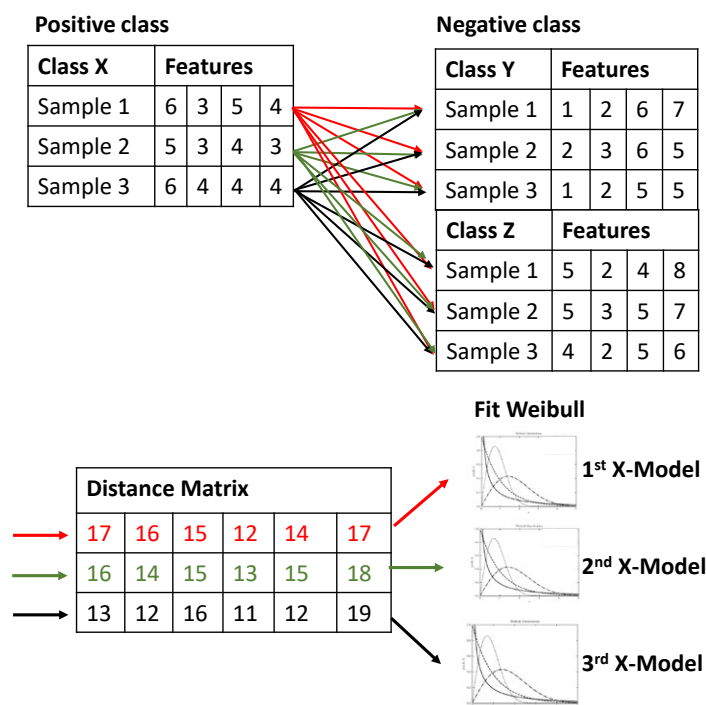 Positive class
Class X Features
Sample 1 6 3 5 4
Sample 2 5 3 4 3
Sample 3 6 4 4 4
Negative class
Class Y Features
Sample 1 1 2 6 7
Sample 2 2 3 6 5
Sample 3 1 2 5 5
Class Z Features
Sample 1 5 2 4 8
Sample 2 5 3 5 7
Sample 3 4 2 5 6
Distance Matrix
17 16 15 12 14 17
16 14 15 13 15 18
13 12 16 11 12 19
Fit Weibull
1st X-Model
2nd X-Model
3rd X-Model